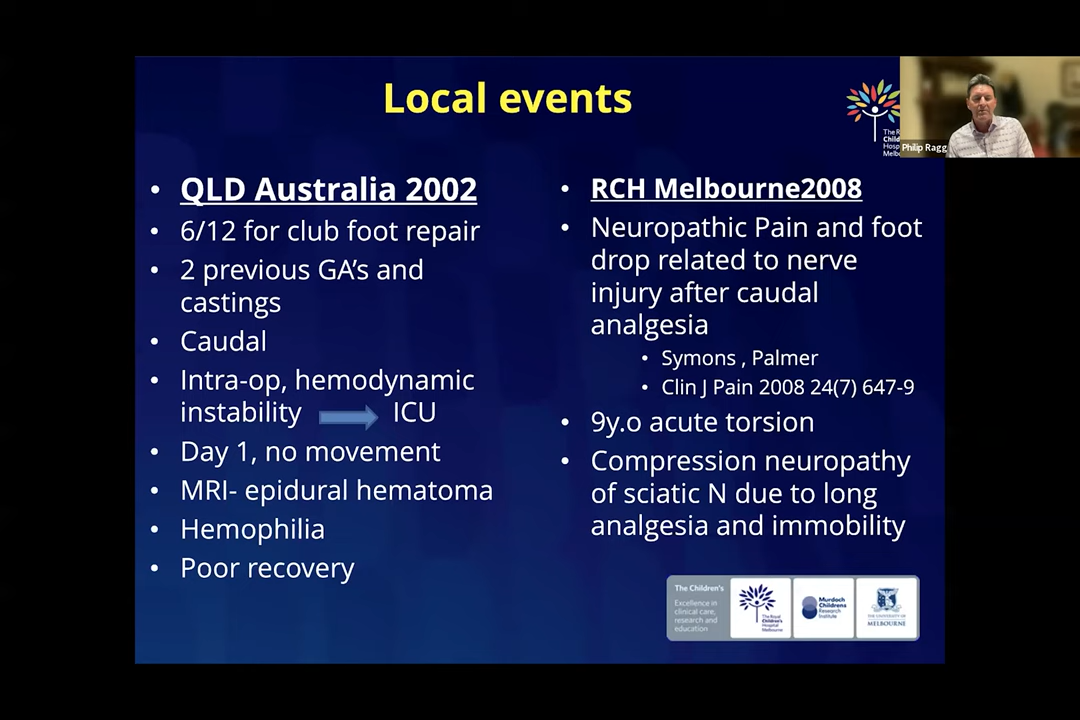 Local events
The R
Child
Hosp
Melbo
Philip Ragg
• QLD Australia 2002
• 6/12 for club foot repair
• 2 previous GA's and
castings
• Caudal
• Intra-op, hemodynamic
instability ICU
• Day 1, no movement
• MRI- epidural hematoma
• Hemophilia
• Poor recovery
• RCH Melbourne2008
• Neuropathic Pain and foot
drop related to nerve
injury after caudal
analgesia
• Symons , Palmer
• Clin J Pain 2008 24(7) 647-9
• 9y.o acute torsion
• Compression neuropathy
of sciatic N due to long
analgesia and immobility
The Children's
Excellence in
clinical care,
research and
education
The Royal
Children's
Hospital
Melbourne
Murdoch
Childrens
Research
Institute
THE UNIVERSITY OF
MELBOURNE